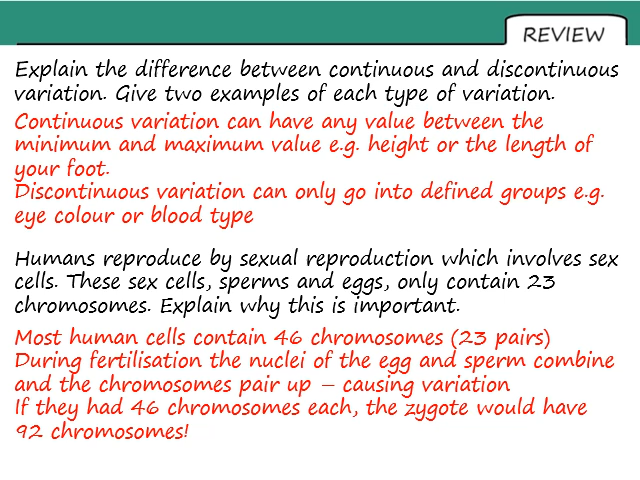 REVIEW
Explain the difference between continuous and discontinuous
variation. Give two examples of each type of variation.
Continuous variation can have any value between the
minimum and maximum value e.g. height or the length of
your foot.
Discontinuous variation can only go into defined groups e.g.
eye colour or blood type
Humans reproduce by sexual reproduction which involves sex
cells. These sex cells, sperms and eggs, only contain 23
chromosomes. Explain why this is important.
Most human cells contain 46 chromosomes (23 pairs)
During fertilisation the nuclei of the egg and sperm combine
and the chromosomes pair up – causing variation
If they had 46 chromosomes each, the zygote would have
92 chromosomes!